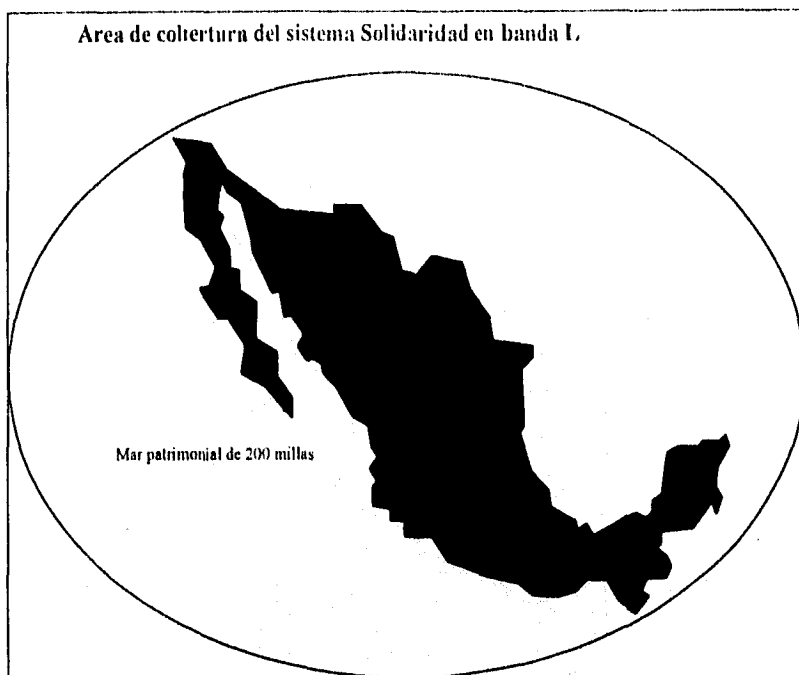 Area de cobertura del sistema Solidaridad en banda L
Mar patrimonial de 200 millas